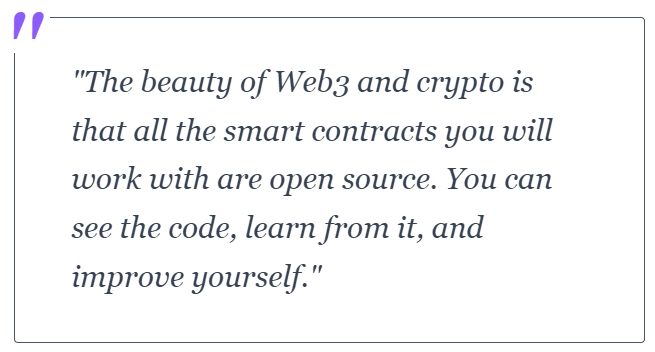 "The beauty of Web3 and crypto is
that all the smart contracts you will
work with are open source. You can
see the code, learn from it, and
improve yourself."